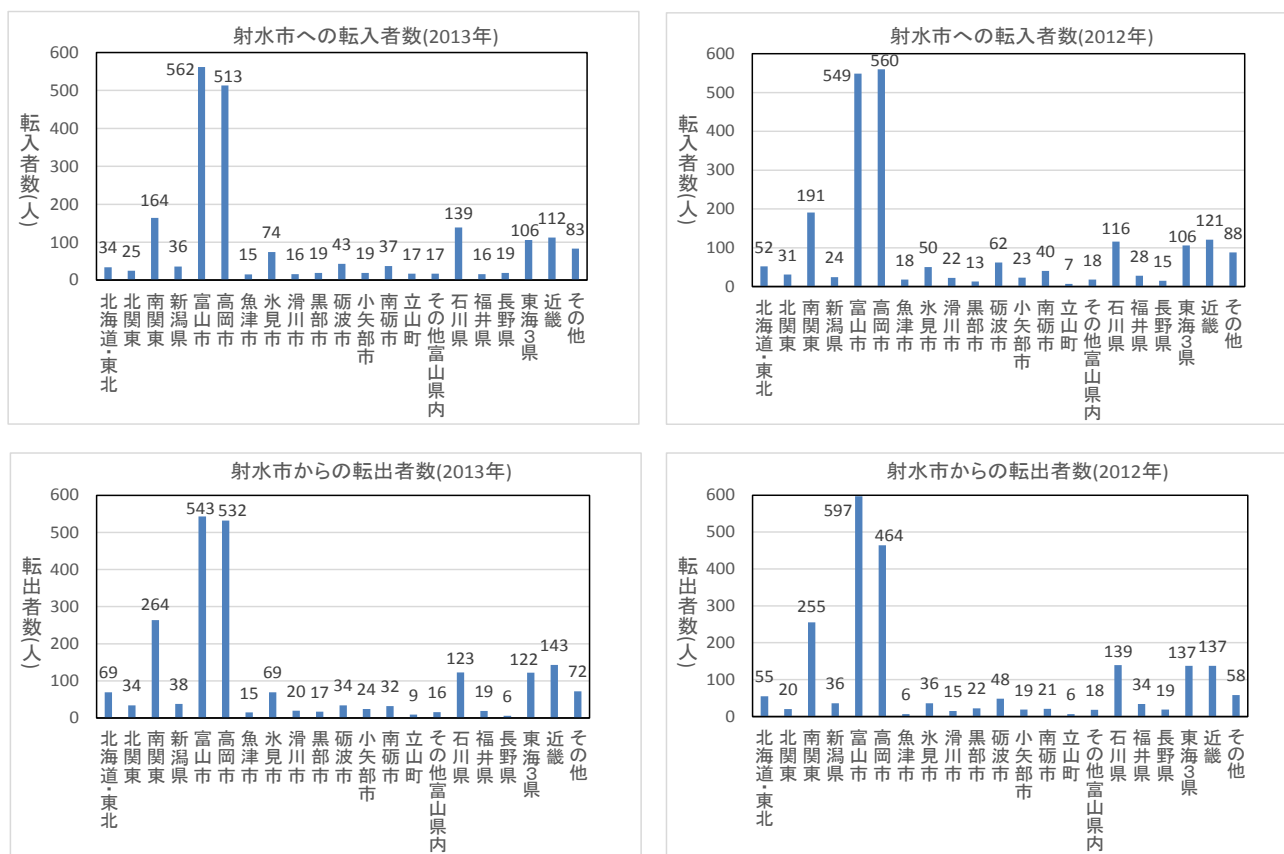 射水市への転入者数(2013年)
転入者数(人)
600
500
400
300
200
100
0
34
25
164
36
562
513
15
74
16
19
43
19
37
17
17
139
16
19
106
112
83
北海道・東北
北関東
南関東
新潟県
富山市
高岡市
魚津市
氷見市
滑川市
黒部市
砺波市
小矢部市
南砺市
立山町
その他富山県内
石川県
福井県
長野県
東海3県
近畿
その他
射水市への転入者数(2012年)
転入者数(人)
600
500
400
300
200
100
0
52
31
191
24
549
560
18
50
22
13
62
23
40
7
18
116
28
15
106
121
88
北海道・東北
北関東
南関東
新潟県
富山市
高岡市
魚津市
氷見市
滑川市
黒部市
砺波市
小矢部市
南砺市
立山町
その他富山県内
石川県
福井県
長野県
東海3県
近畿
その他
射水市からの転出者数(2013年)
転出者数(人)
600
500
400
300
200
100
0
69
34
264
38
543
532
15
69
20
17
34
24
32
9
16
123
19
6
122
143
72
北海道・東北
北関東
南関東
新潟県
富山市
高岡市
魚津市
氷見市
滑川市
黒部市
砺波市
小矢部市
南砺市
立山町
その他富山県内
石川県
福井県
長野県
東海3県
近畿
その他
射水市からの転出者数(2012年)
転出者数(人)
600
500
400
300
200
100
0
55
20
255
36
597
464
6
36
15
22
48
19
21
6
18
139
34
19
137
137
58
北海道・東北
北関東
南関東
新潟県
富山市
高岡市
魚津市
氷見市
滑川市
黒部市
砺波市
小矢部市
南砺市
立山町
その他富山県内
石川県
福井県
長野県
東海3県
近畿
その他